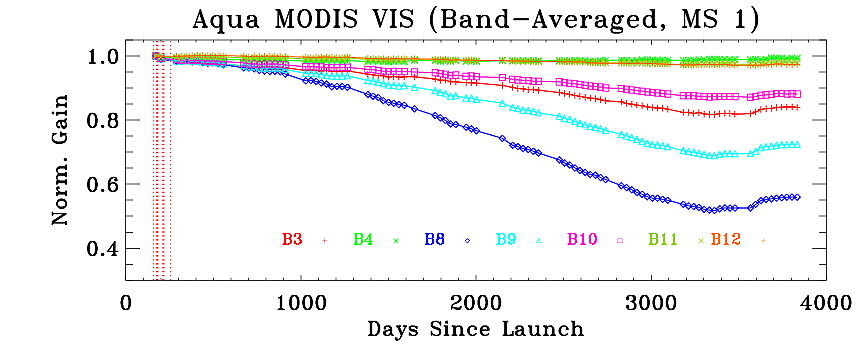 Aqua MODIS VIS (Band-Averaged, MS 1)
1.0
0.8
0.6
0.4
Norm. Gain
B3 B4 B8 B9 B10 B11 B12
0 1000 2000 3000 4000
Days Since Launch